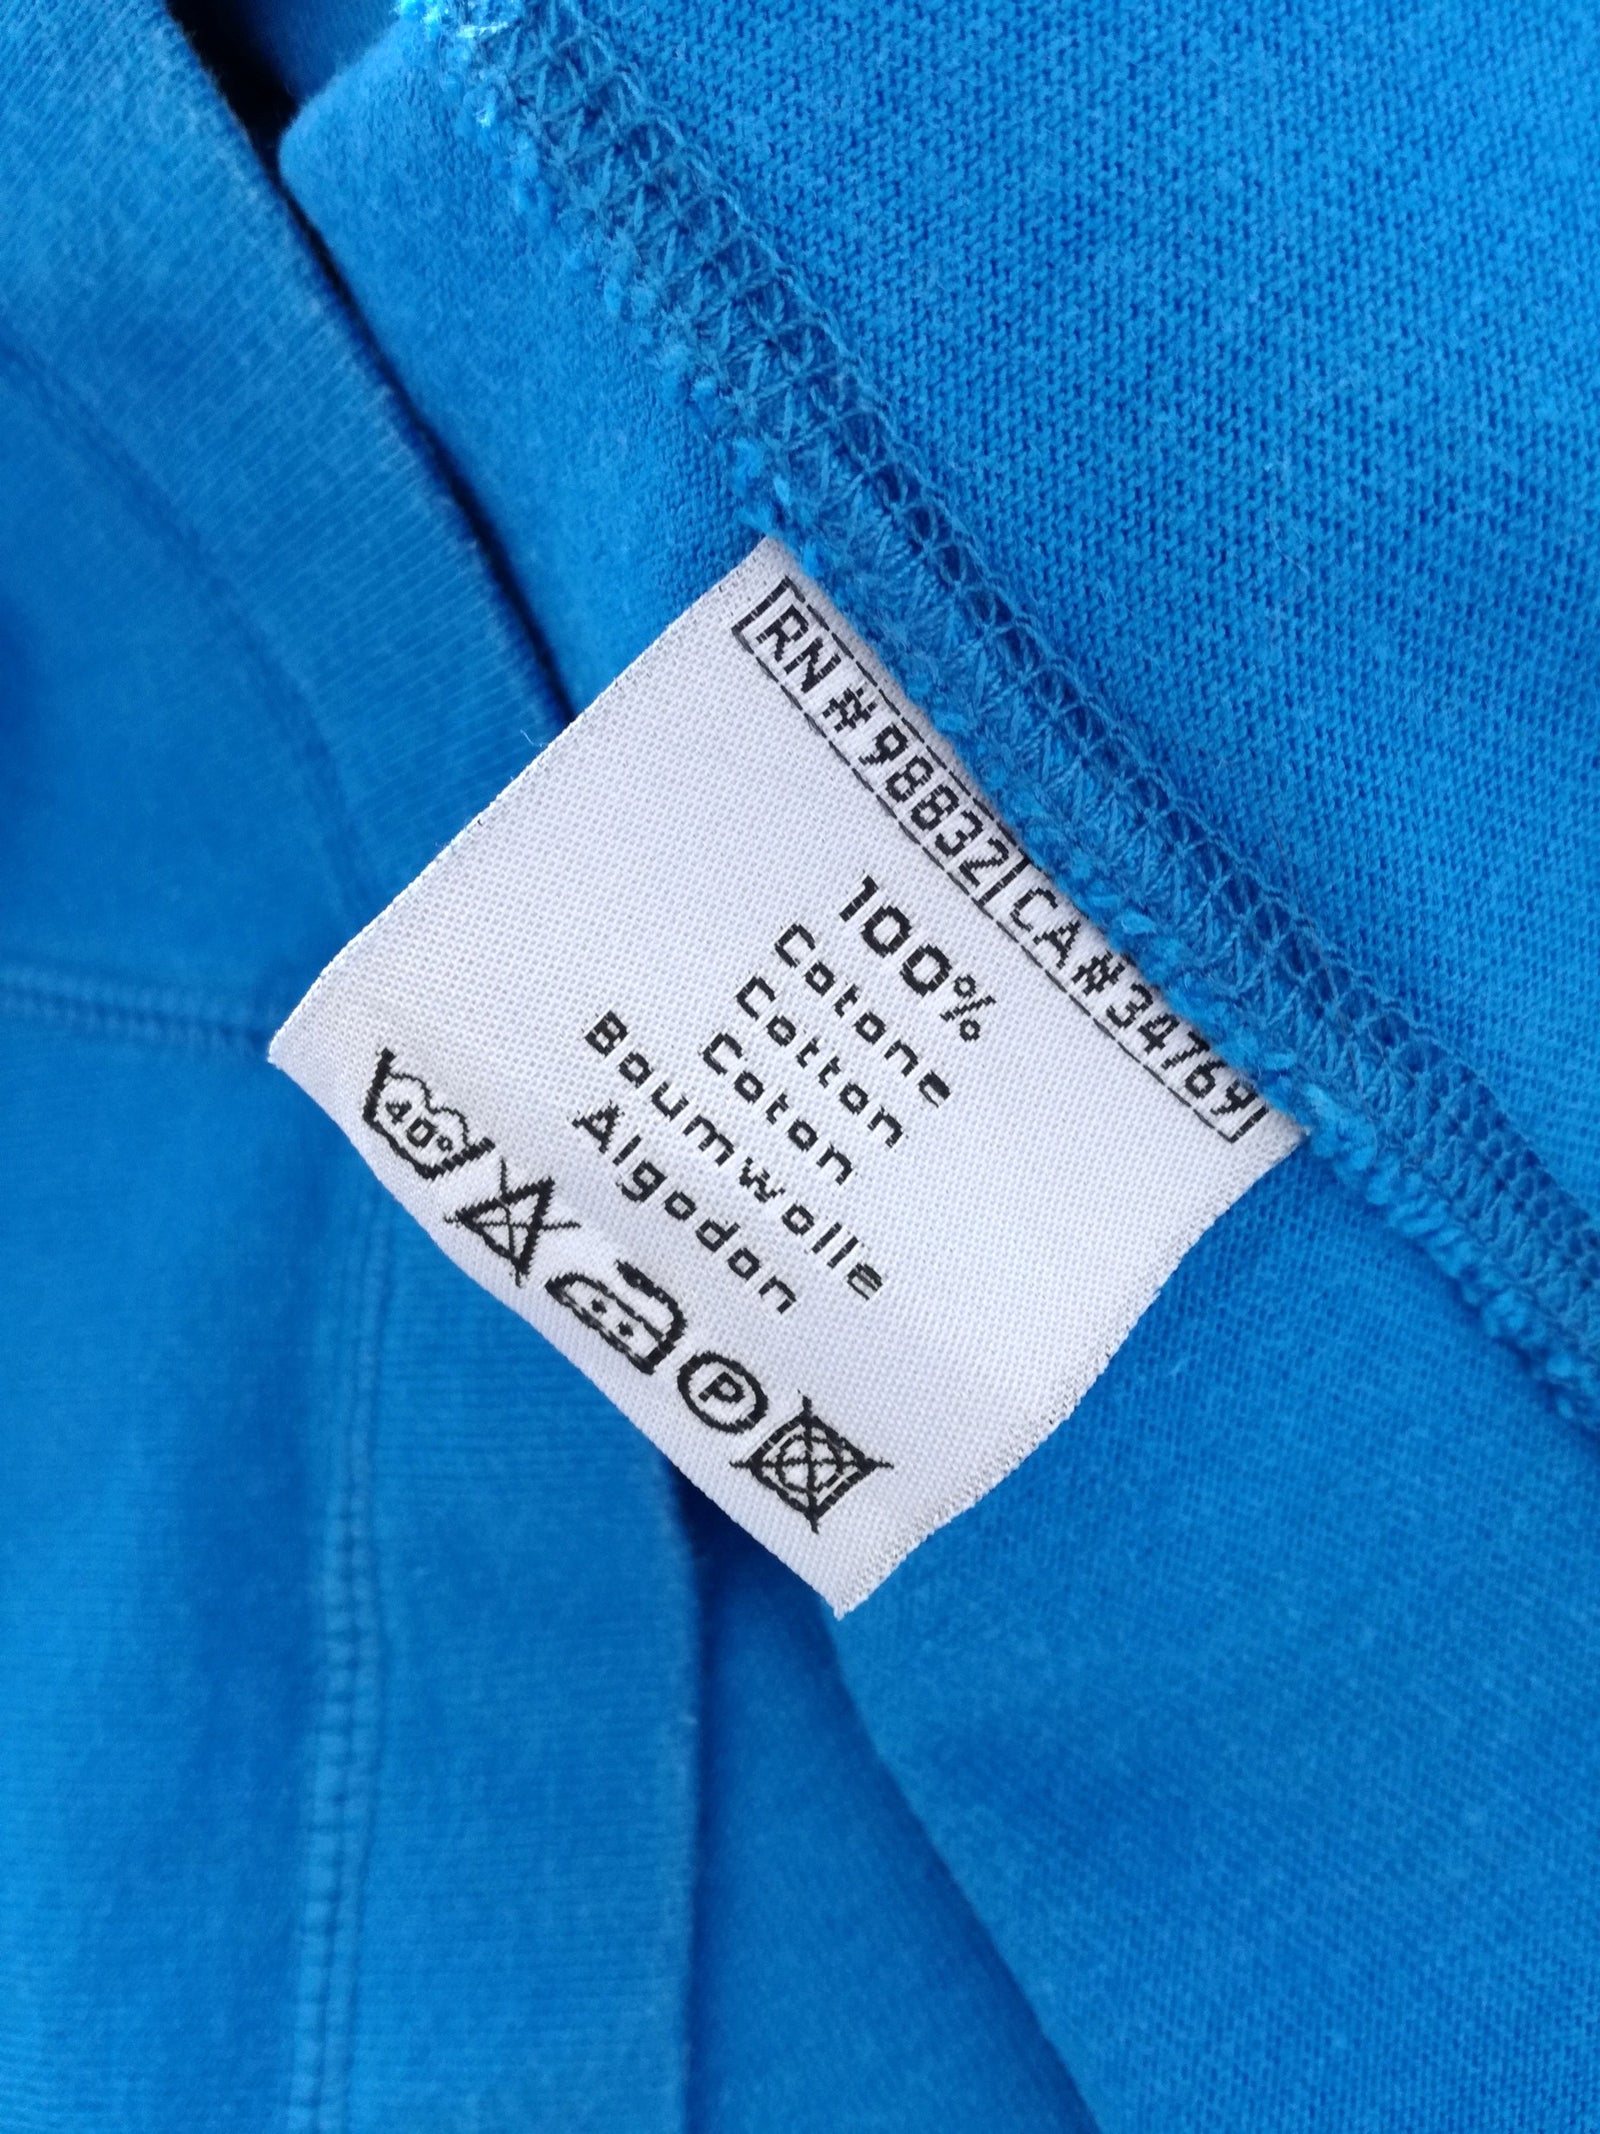 RN#98832 CA#34769
100%
Cotone
Cotton
Coton
Baumwolle
Algodon
40°
P